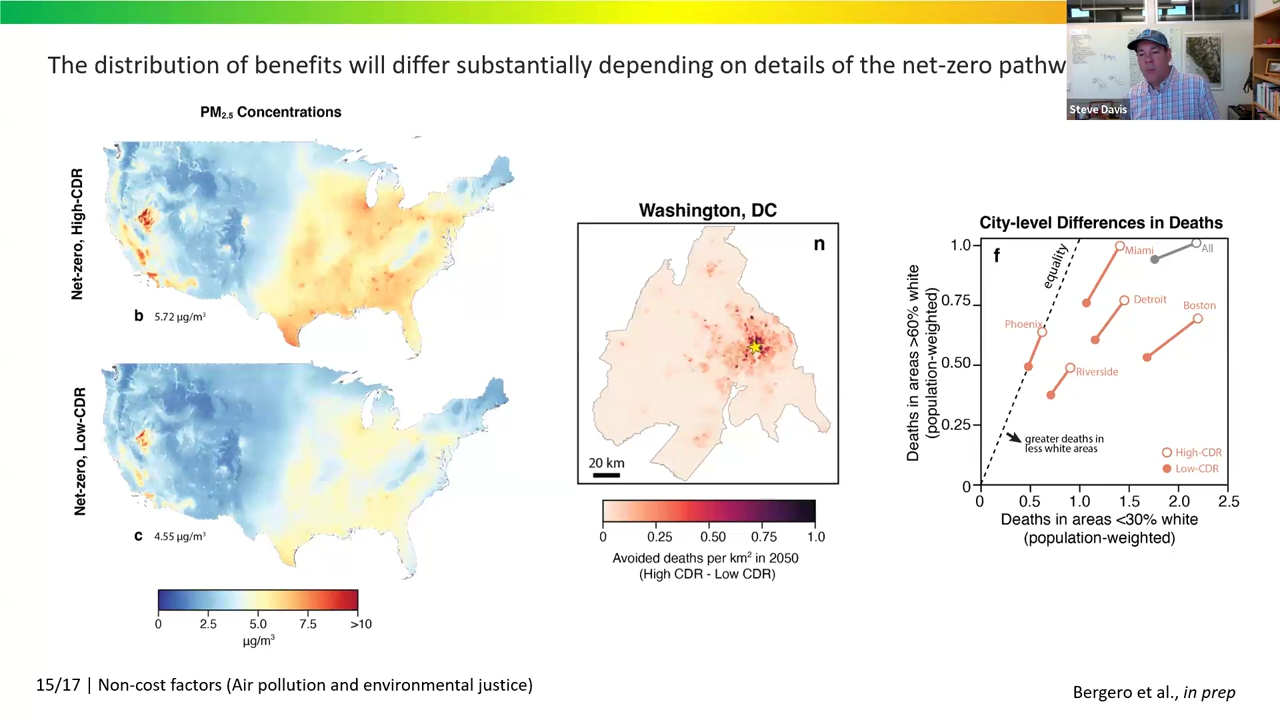 The distribution of benefits will differ substantially depending on details of the net-zero pathw
Steve Davis
PM2.5 Concentrations
Net-zero, High-CDR
b 5.72 µg/m³
Net-zero, Low-CDR
c 4.55 µg/m³
0 2.5 5.0 7.5 >10
µg/m³
Washington, DC
n
20 km
0 0.25 0.50 0.75 1.0
Avoided deaths per km² in 2050
(High CDR - Low CDR)
City-level Differences in Deaths
f
equality
Miami
All
Detroit
Boston
Phoenix
Riverside
greater deaths in
less white areas
High-CDR
Low-CDR
1.0
0.75
0.50
0.25
0
Deaths in areas >60% white
(population-weighted)
0 0.5 1.0 1.5 2.0 2.5
Deaths in areas <30% white
(population-weighted)
15/17 | Non-cost factors (Air pollution and environmental justice)
Bergero et al., in prep